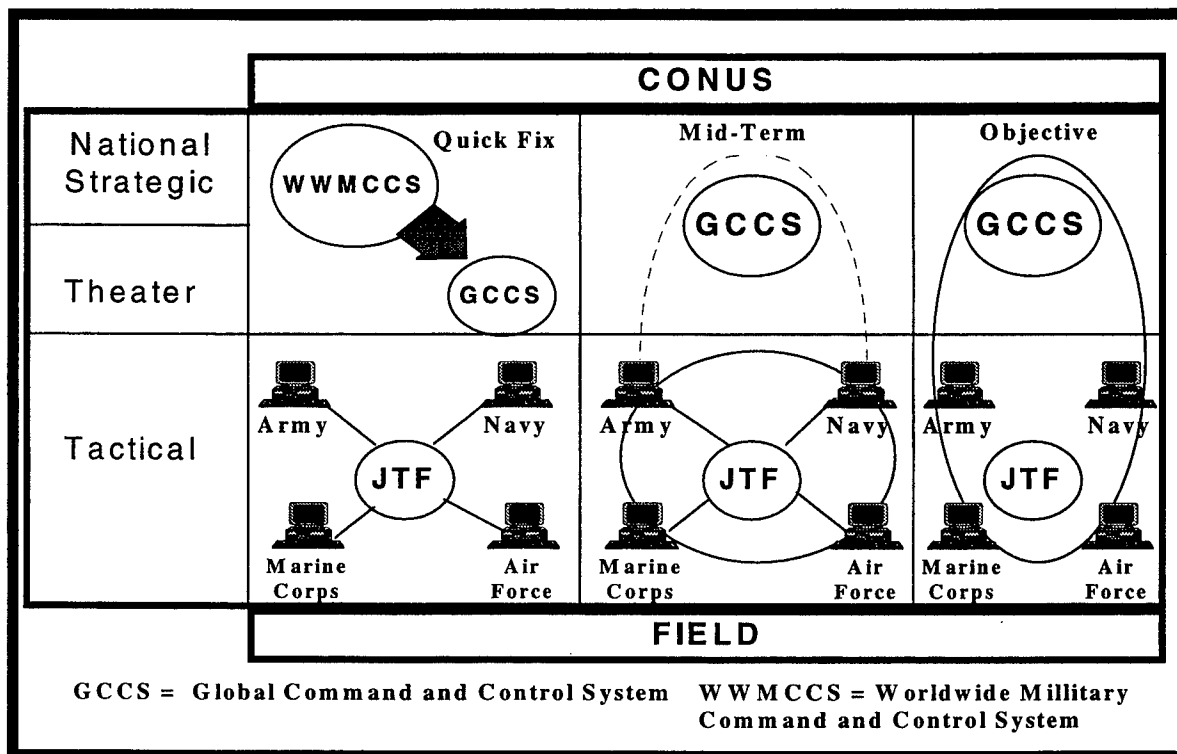 CONUS
National
Strategic
Theater
Tactical
Quick Fix
WWMCCS
GCCS
Army
Navy
JTF
Marine
Corps
Air
Force
Mid-Term
GCCS
Army
Navy
JTF
Marine
Corps
Air
Force
Objective
GCCS
Army
Navy
JTF
Marine
Corps
Air
Force
FIELD
GCCS = Global Command and Control System
WWMCCS = Worldwide Millitary
Command and Control System